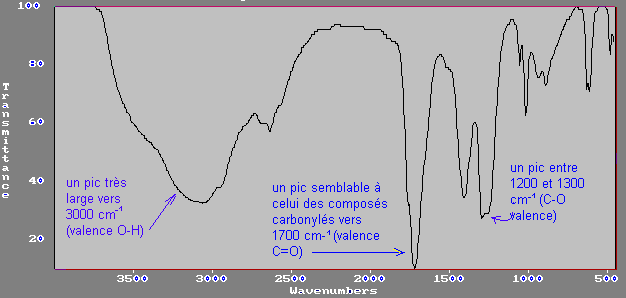 100
80
60
40
20
Transmittance
un pic très
large vers
3000 cm⁻¹
(valence O-H)
un pic semblable à
celui des composés
carbonylés vers
1700 cm-¹(valence
C=O)
un pic entre
1200 et 1300
cm⁻¹ (C-O
valence)
3500 3000 2500 2000 1500 1000 500
Wavenumbers